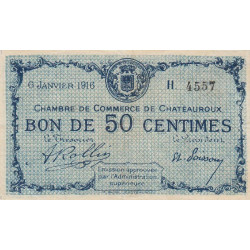 6 JANVIER 1916
H 4557
CHAMBRE DE COMMERCE DE CHATEAUROUX
BON DE 50 CENTIMES
Le Trésorier
Le Président
Emission approuvée
par l'Administration
supérieure